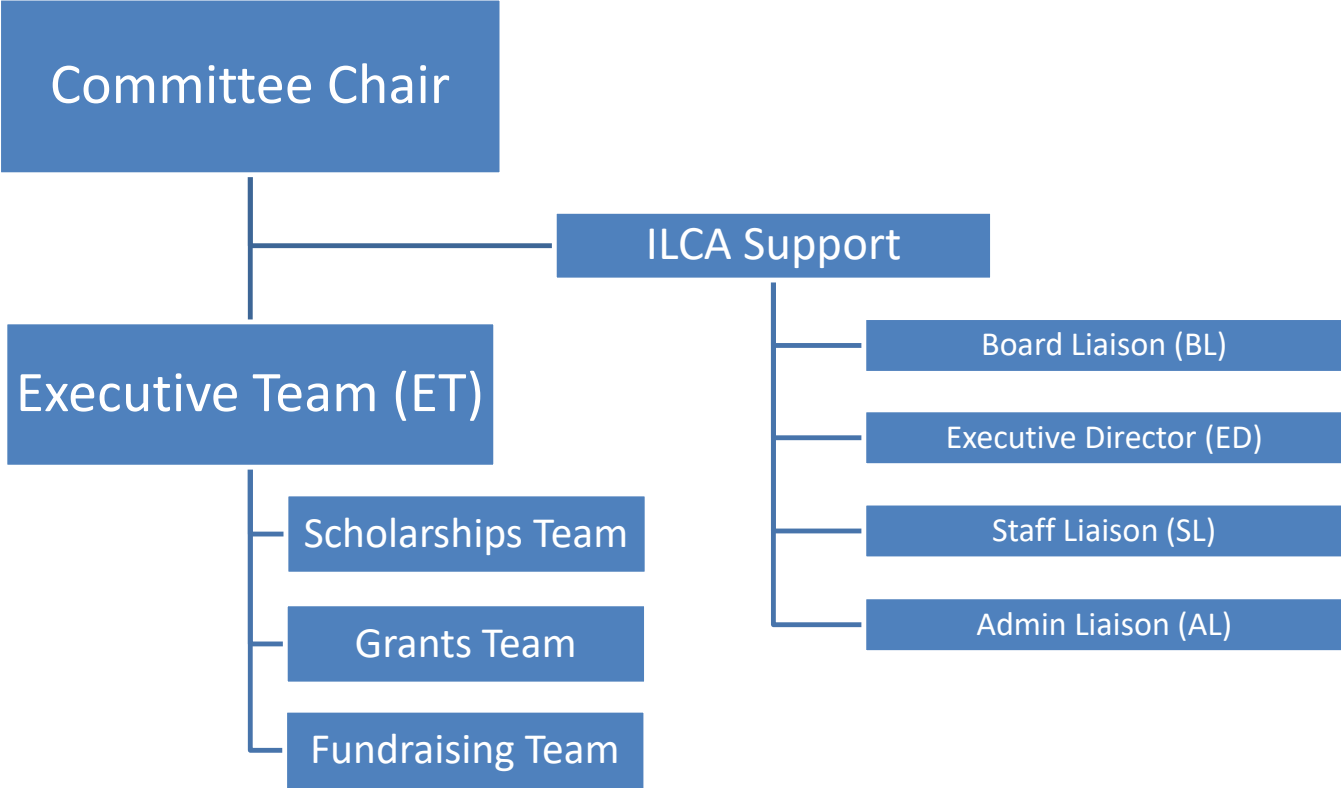 Committee Chair
ILCA Support
Executive Team (ET)
Board Liaison (BL)
Executive Director (ED)
Staff Liaison (SL)
Admin Liaison (AL)
Scholarships Team
Grants Team
Fundraising Team